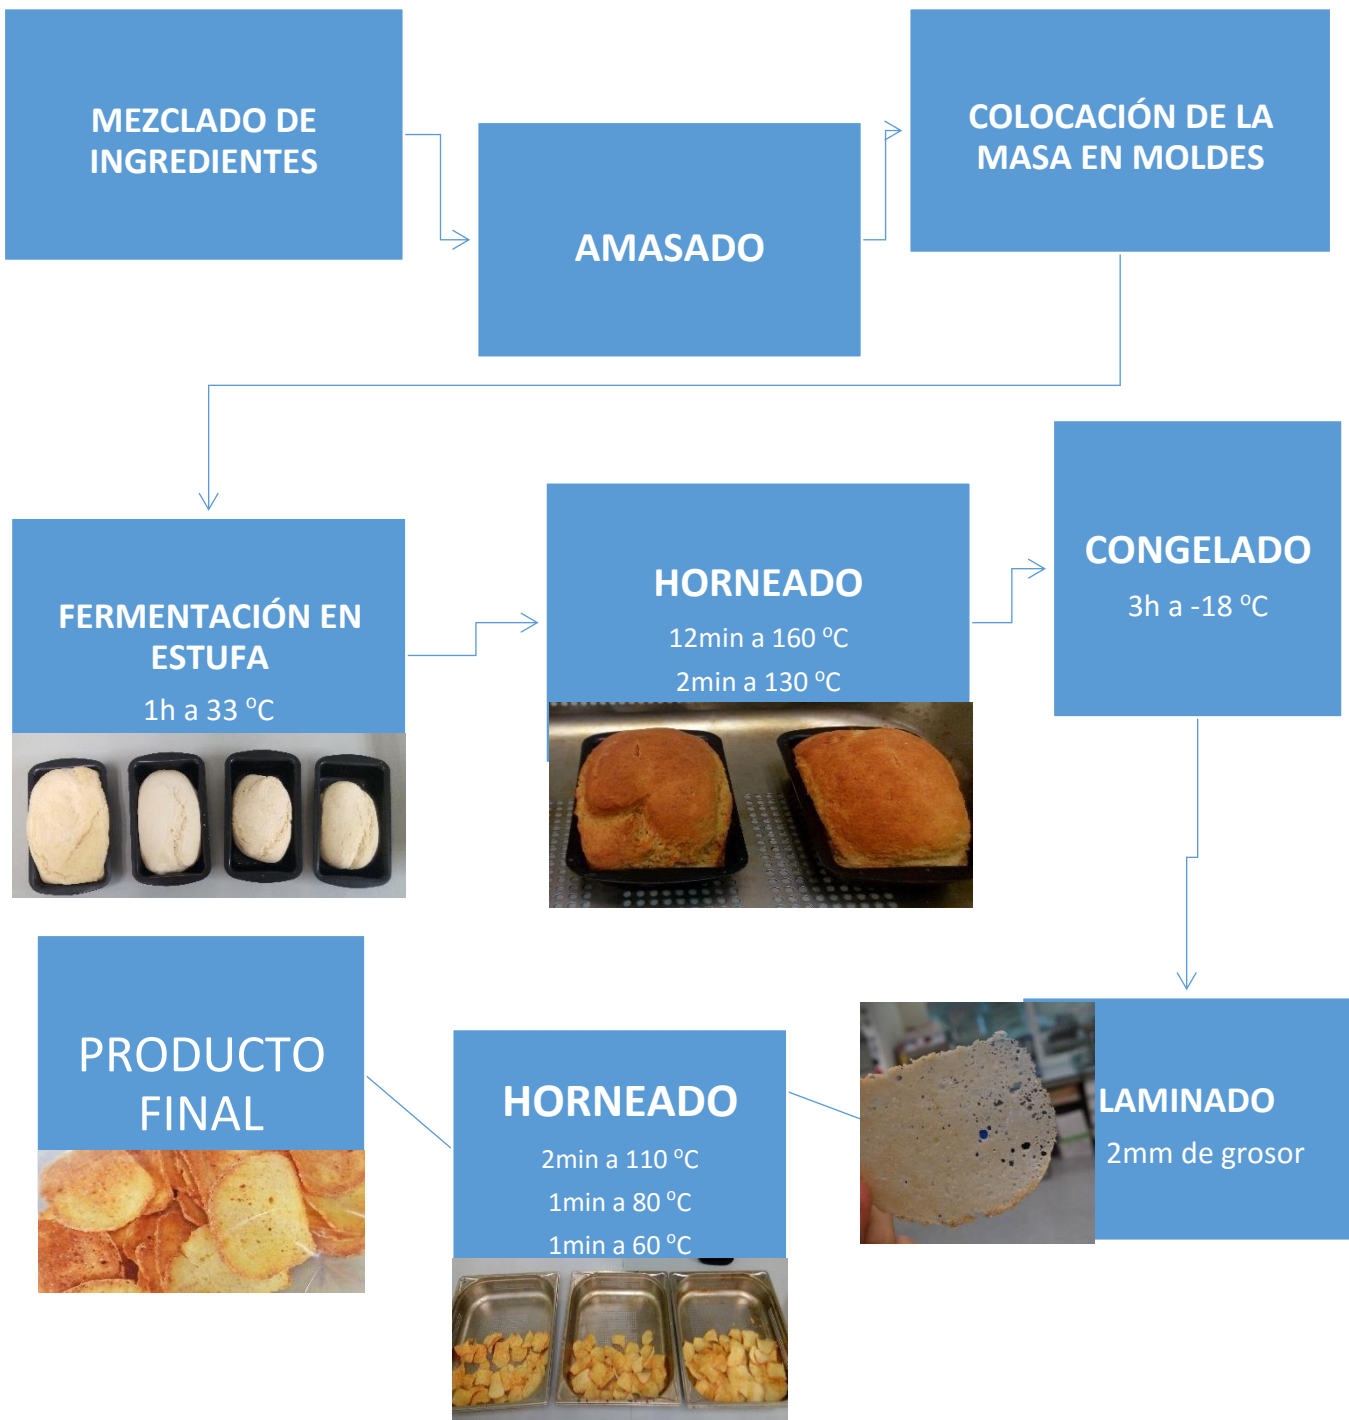 MEZCLADO DE
INGREDIENTES
AMASADO
COLOCACIÓN DE LA
MASA EN MOLDES
FERMENTACIÓN EN
ESTUFA
1h a 33 ºC
HORNEADO
12min a 160 ºC
2min a 130 ºC
CONGELADO
3h a -18 ºC
LAMINADO
2mm de grosor
HORNEADO
2min a 110 ºC
1min a 80 ºC
1min a 60 ºC
PRODUCTO
FINAL